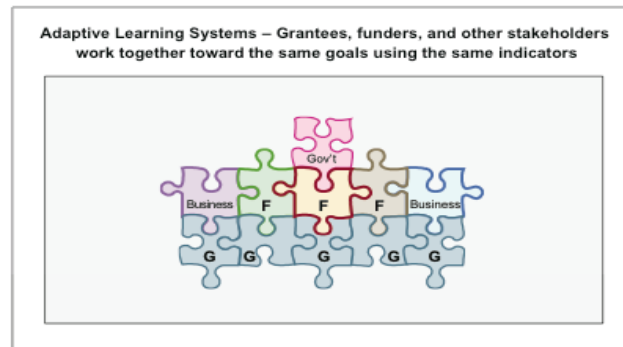 Adaptive Learning Systems – Grantees, funders, and other stakeholders
work together toward the same goals using the same indicators
Gov't
Business F F F Business
G G G G G